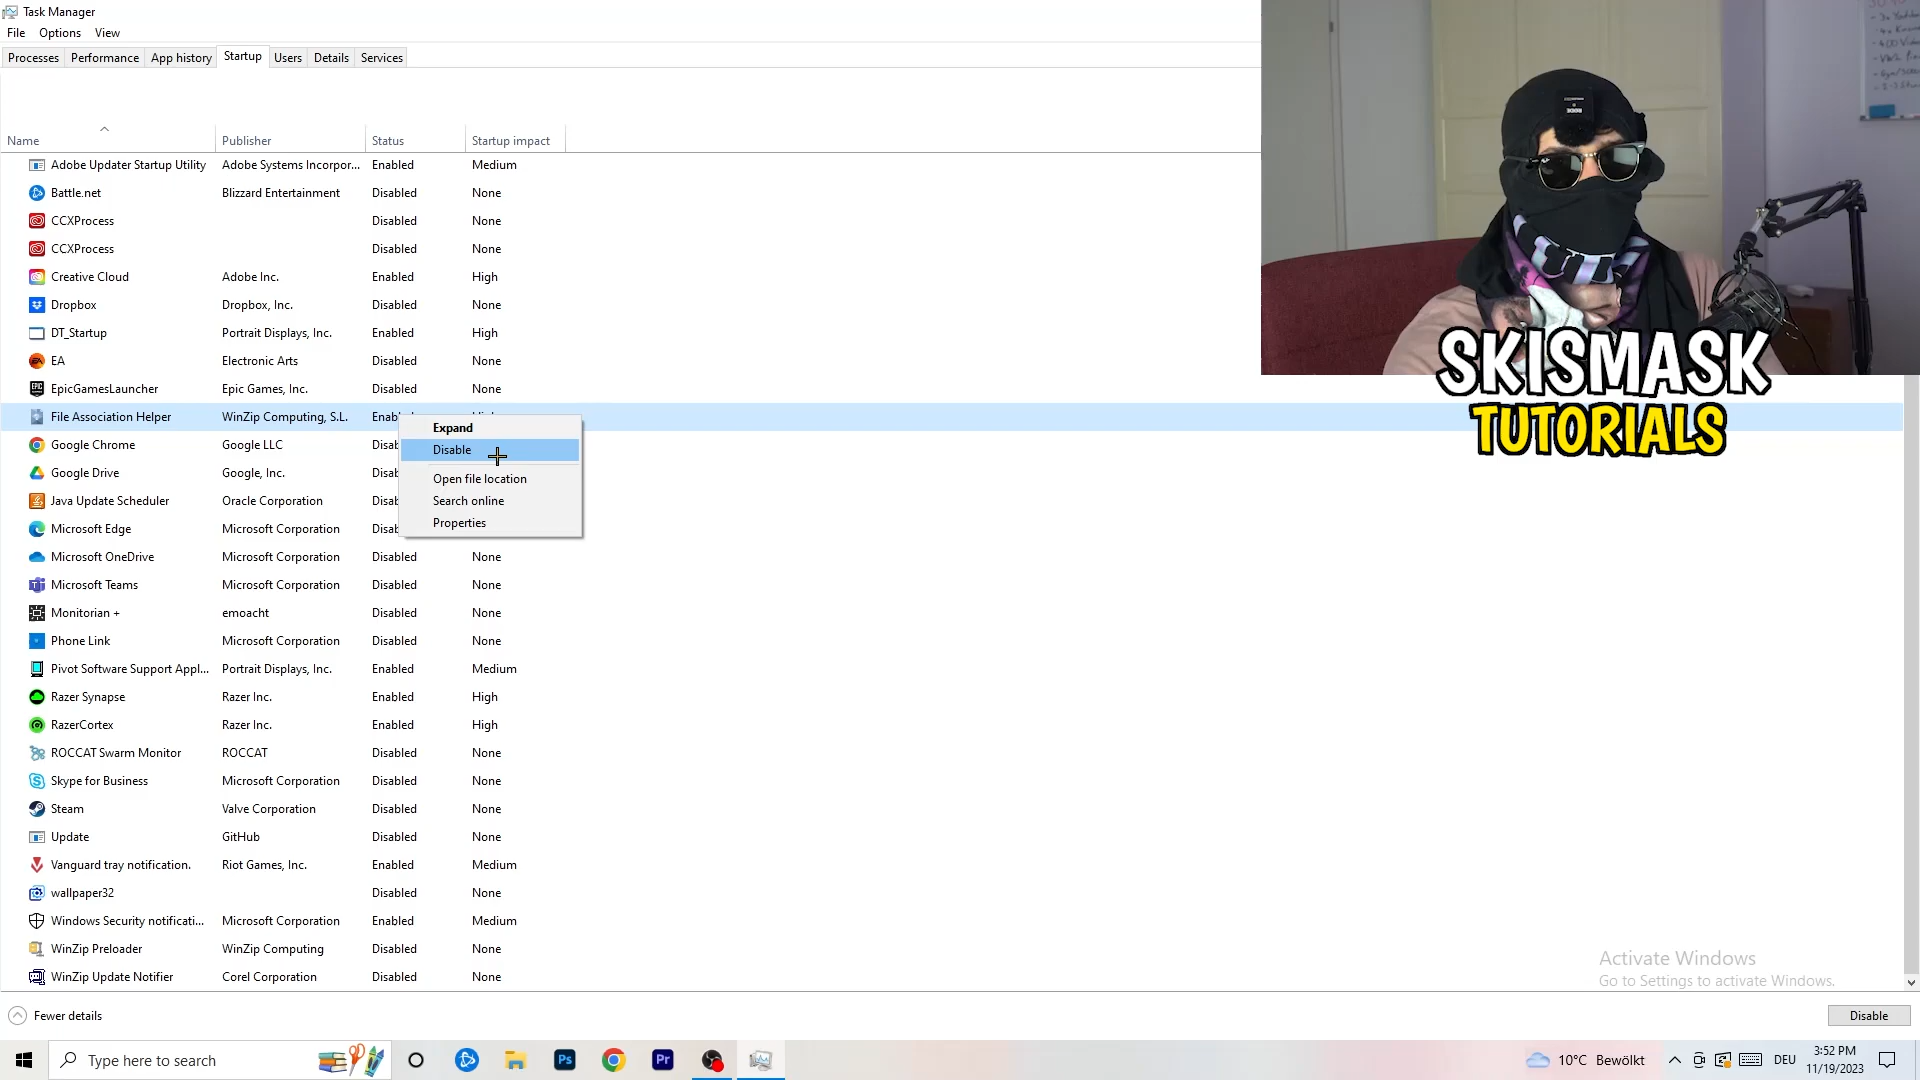 Task Manager
File Options View
Processes Performance App history Startup Users Details Services
Name Publisher Status Startup impact
Adobe Updater Startup Utility Adobe Systems Incorpor... Enabled Medium
Battle.net Blizzard Entertainment Disabled None
CCXProcess Disabled None
CCXProcess Disabled None
Creative Cloud Adobe Inc. Enabled High
Dropbox Dropbox, Inc. Disabled None
DT_Startup Portrait Displays, Inc. Enabled High
EA Electronic Arts Disabled None
EpicGamesLauncher Epic Games, Inc. Disabled None
File Association Helper WinZip Computing, S.L.
Google Chrome Google LLC
Google Drive Google, Inc.
Java Update Scheduler Oracle Corporation
Microsoft Edge Microsoft Corporation
Expand
Disable
Open file location
Search online
Properties
Microsoft OneDrive Microsoft Corporation Disabled None
Microsoft Teams Microsoft Corporation Disabled None
Monitorian + emoacht Disabled None
Phone Link Microsoft Corporation Disabled None
Pivot Software Support Appl... Portrait Displays, Inc. Enabled Medium
Razer Synapse Razer Inc. Enabled High
RazerCortex Razer Inc. Enabled High
ROCCAT Swarm Monitor ROCCAT Disabled None
Skype for Business Microsoft Corporation Disabled None
Steam Valve Corporation Disabled None
Update GitHub Disabled None
Vanguard tray notification. Riot Games, Inc. Enabled Medium
wallpaper32 Disabled None
Windows Security notificati... Microsoft Corporation Enabled Medium
WinZip Preloader WinZip Computing Disabled None
WinZip Update Notifier Corel Corporation Disabled None
SKISMASK
TUTORIALS
Activate Windows
Go to Settings to activate Windows.
Fewer details
Disable
Type here to search
Ps
Pr
10°C Bewölkt
DEU
3:52 PM
11/19/2023